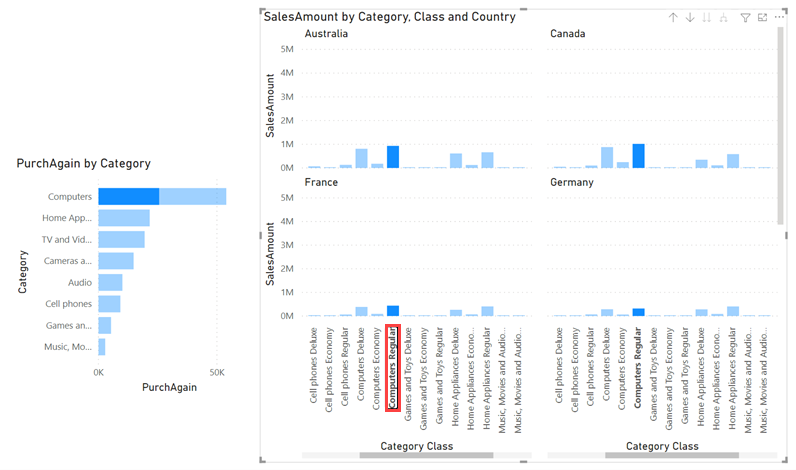 SalesAmount by Category, Class and Country
Australia
Canada
5M
4M
3M
2M
1M
0M
SalesAmount
France
Germany
5M
4M
3M
2M
1M
0M
SalesAmount
Cell phones Deluxe
Cell phones Economy
Cell phones Regular
Computers Deluxe
Computers Economy
Computers Regular
Games and Toys Deluxe
Games and Toys Economy
Games and Toys Regular
Home Appliances Deluxe
Home Appliances Econo...
Home Appliances Regular
Music, Movies and Audio...
Music, Movies and Audio...
Cell phones Deluxe
Cell phones Economy
Cell phones Regular
Computers Deluxe
Computers Economy
Computers Regular
Games and Toys Deluxe
Games and Toys Economy
Games and Toys Regular
Home Appliances Deluxe
Home Appliances Econo...
Home Appliances Regular
Music, Movies and Audio...
Music, Movies and Audio...
Category Class
PurchAgain by Category
Category
Computers
Home App...
TV and Vid...
Cameras a...
Audio
Cell phones
Games an...
Music, Mo...
0K
50K
PurchAgain